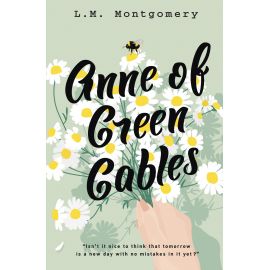 L.M. Montgomery
Anne of
Green
Gables
"Isn't it nice to think that tomorrow
is a new day with no mistakes in it yet?"